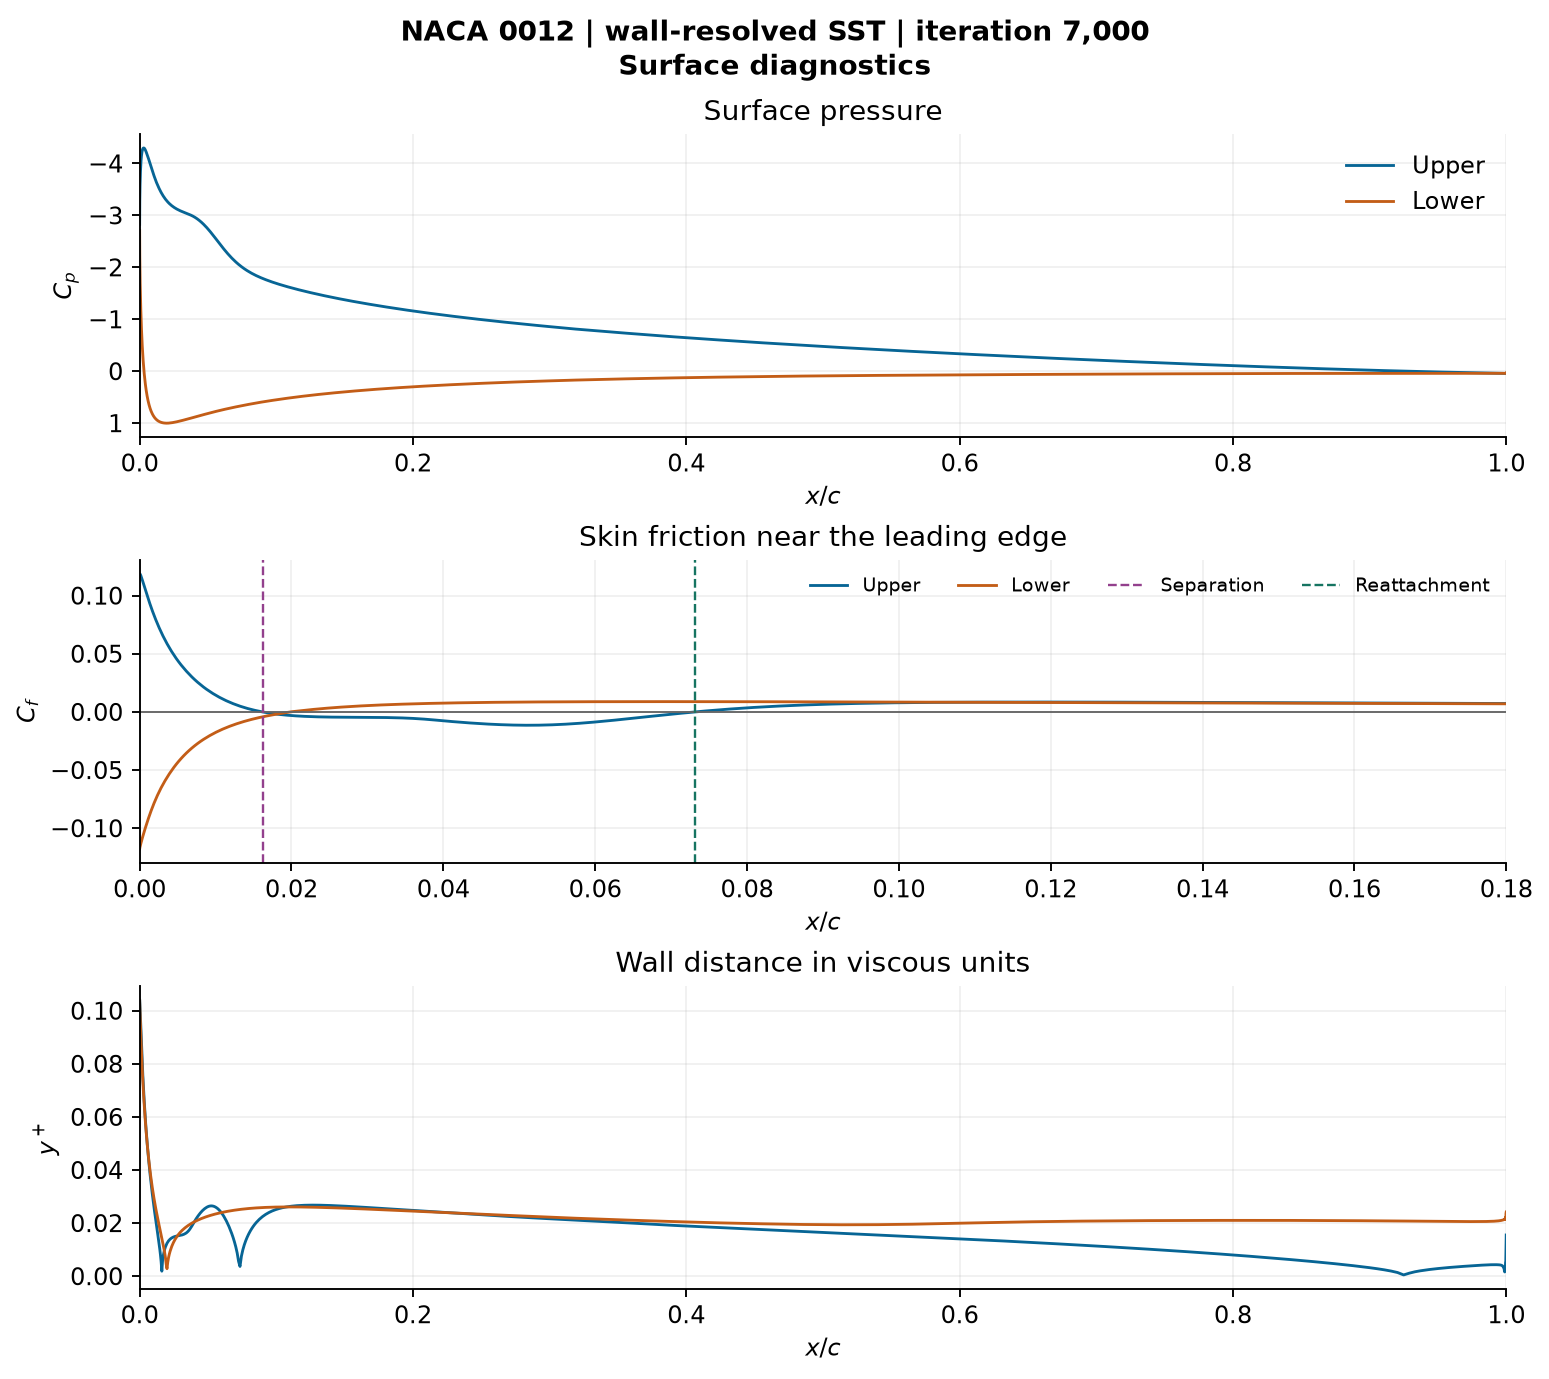 NACA 0012 | wall-resolved SST | iteration 7,000
Surface diagnostics
Surface pressure
Upper
Lower
−4
−3
−2
−1
0
1
Cp
0.0 0.2 0.4 0.6 0.8 1.0
x/c
Skin friction near the leading edge
Upper Lower Separation Reattachment
0.10
0.05
0.00
−0.05
−0.10
Cf
0.00 0.02 0.04 0.06 0.08 0.10 0.12 0.14 0.16 0.18
x/c
Wall distance in viscous units
0.10
0.08
0.06
0.04
0.02
0.00
y+
0.0 0.2 0.4 0.6 0.8 1.0
x/c